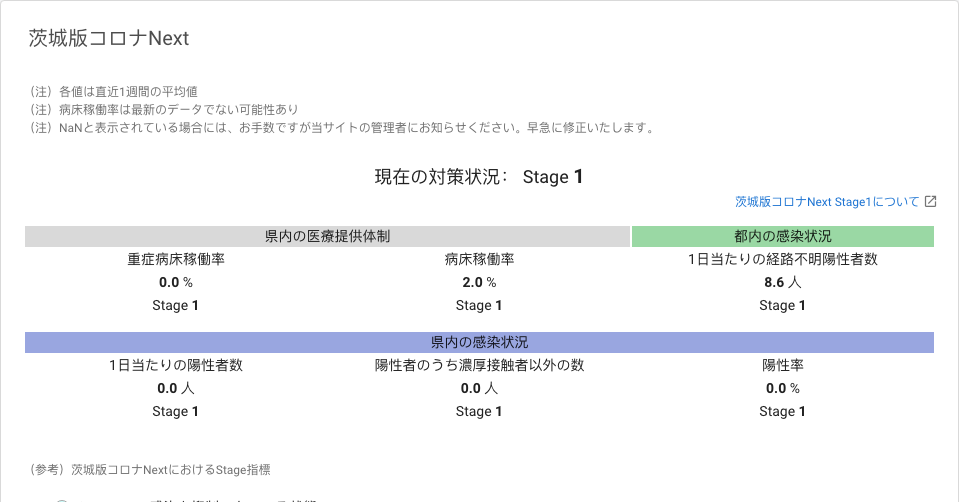 茨城版コロナNext
（注）各値は直近1週間の平均値
（注）病床稼働率は最新のデータでない可能性あり
（注）NaNと表示されている場合には、お手数ですが当サイトの管理者にお知らせください。早急に修正いたします。
現在の対策状況： Stage 1
茨城版コロナNext Stage1について
県内の医療提供体制 都内の感染状況
重症病床稼働率 病床稼働率 1日当たりの経路不明陽性者数
0.0 % 2.0 % 8.6 人
Stage 1 Stage 1 Stage 1
県内の感染状況
1日当たりの陽性者数 陽性者のうち濃厚接触者以外の数 陽性率
0.0 人 0.0 人 0.0 %
Stage 1 Stage 1 Stage 1
（参考）茨城版コロナNextにおけるStage指標